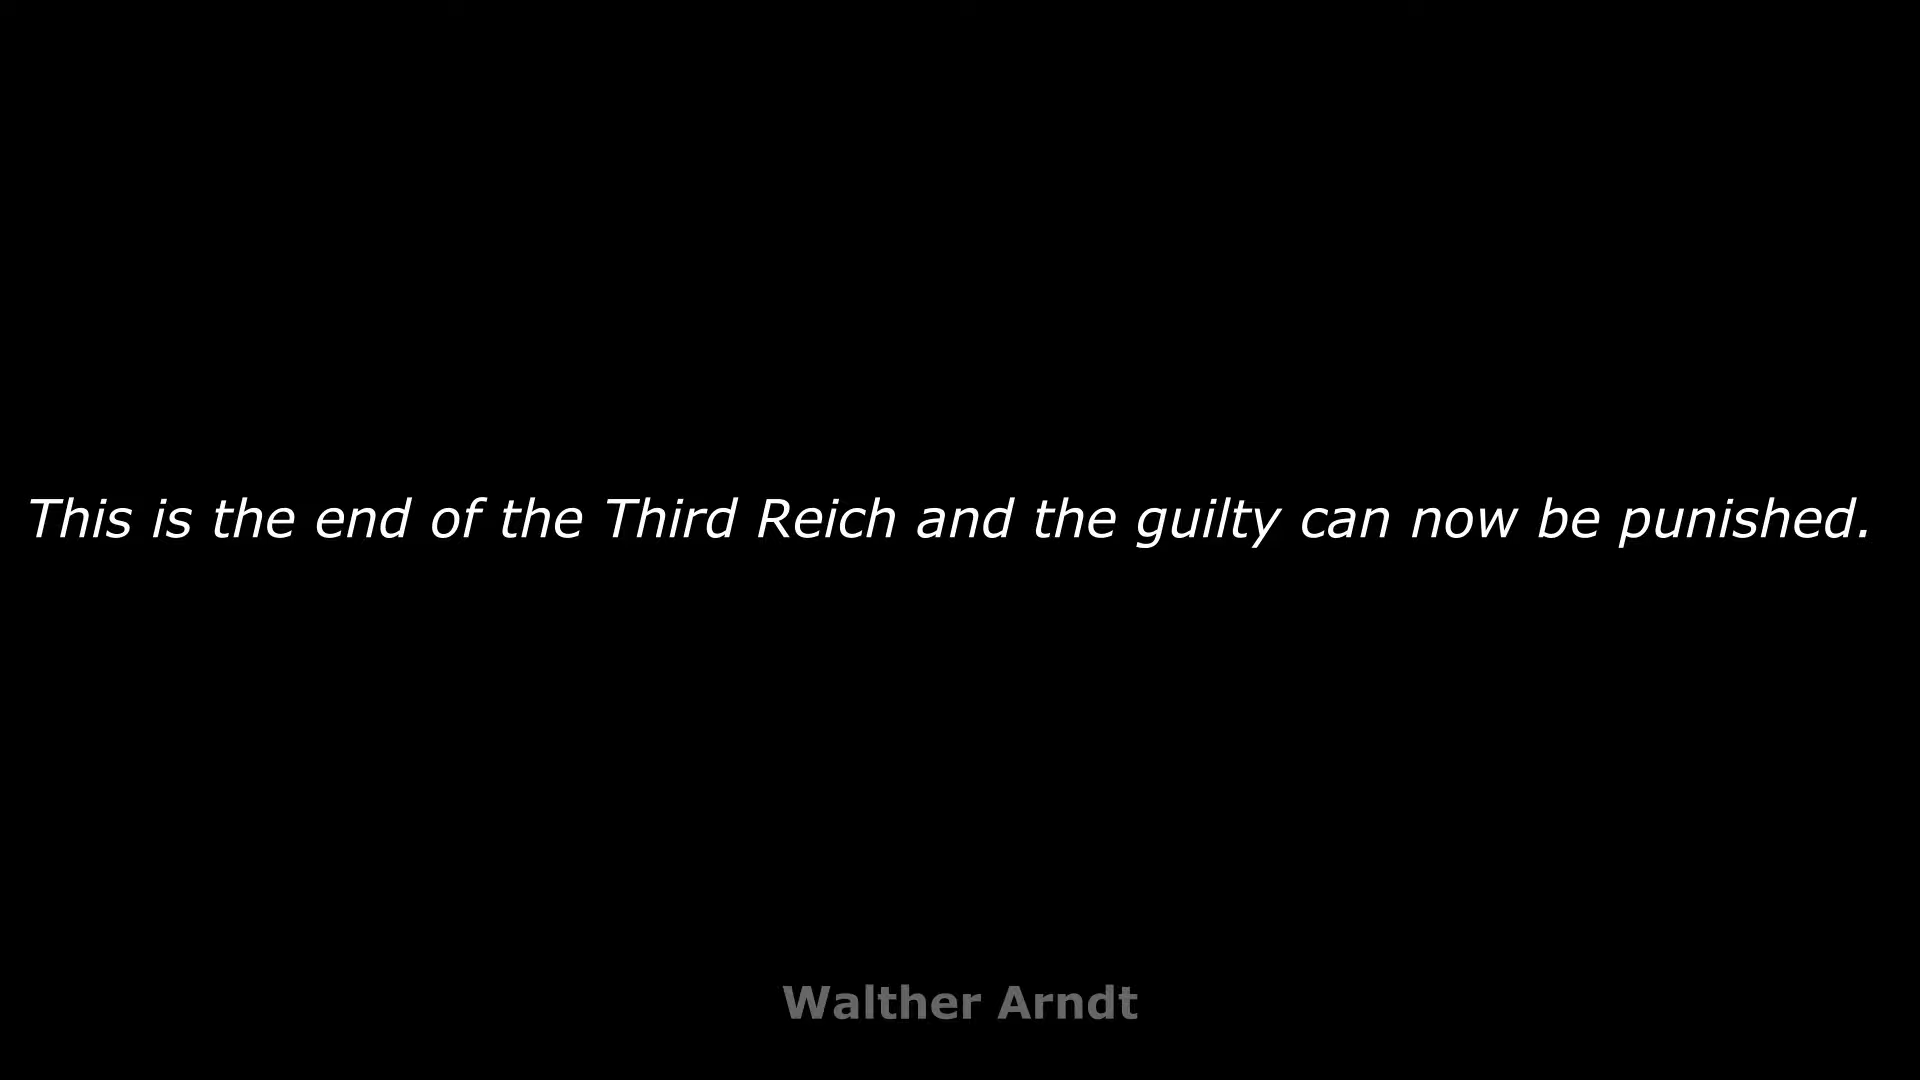 This is the end of the Third Reich and the guilty can now be punished.
Walther Arndt